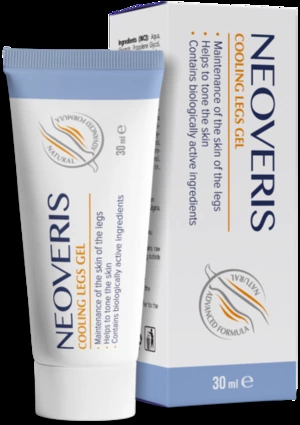 NATURAL
ADVANCED FORMULA
30 ml e
NEOVERIS
COOLING LEGS GEL
• Maintenance of the skin of the legs
• Helps to tone the skin
• Contains biologically active ingredients
Ingredients (INCI): Aqua,
Propylene Glycol,
NEOVERIS
COOLING LEGS GEL
• Maintenance of the skin of the legs
• Helps to tone the skin
• Contains biologically active ingredients
NATURAL
ADVANCED FORMULA
30 ml e